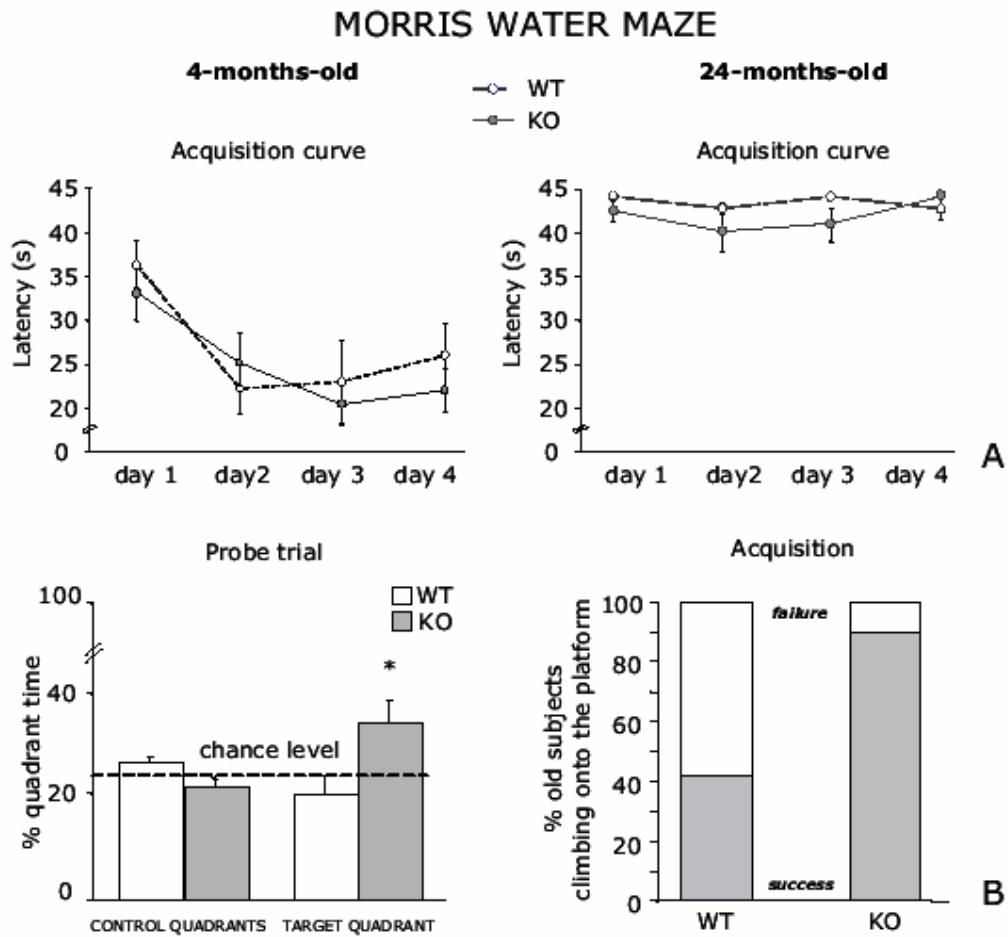 MORRIS WATER MAZE
4-months-old
24-months-old
WT
KO
Acquisition curve
Latency (s)
45
40
35
30
25
20
0
day 1 day2 day 3 day 4
Acquisition curve
Latency (s)
45
40
35
30
25
20
0
day 1 day2 day 3 day 4
A
Probe trial
WT
KO
% quadrant time
100
40
20
0
*
chance level
CONTROL QUADRANTS TARGET QUADRANT
Acquisition
% old subjects
climbing onto the platform
100
80
60
40
20
0
failure
success
WT KO
B